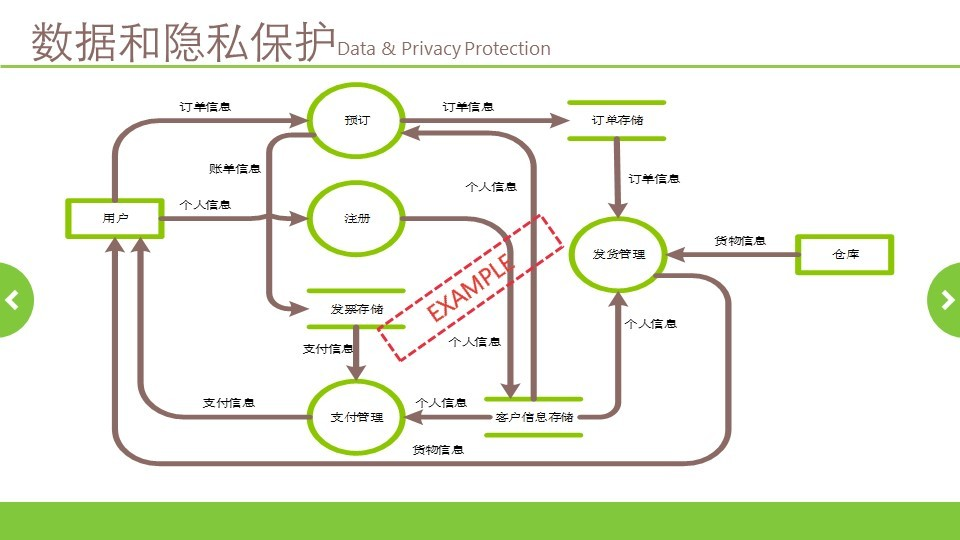 数据和隐私保护Data & Privacy Protection
订单信息
预订
订单信息
订单存储
账单信息
个人信息
订单信息
用户
个人信息
注册
发货管理
货物信息
仓库
EXAMPLE
发票存储
个人信息
支付信息
个人信息
支付信息
支付管理
个人信息
客户信息存储
货物信息